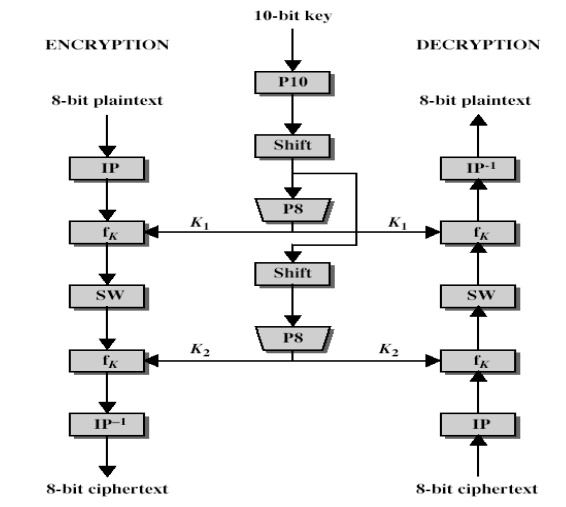 10-bit key
ENCRYPTION
DECRYPTION
P10
8-bit plaintext
8-bit plaintext
Shift
IP
IP-1
P8
fK
K1
K1
fK
Shift
SW
SW
P8
fK
K2
K2
fK
IP–1
IP
8-bit ciphertext
8-bit ciphertext